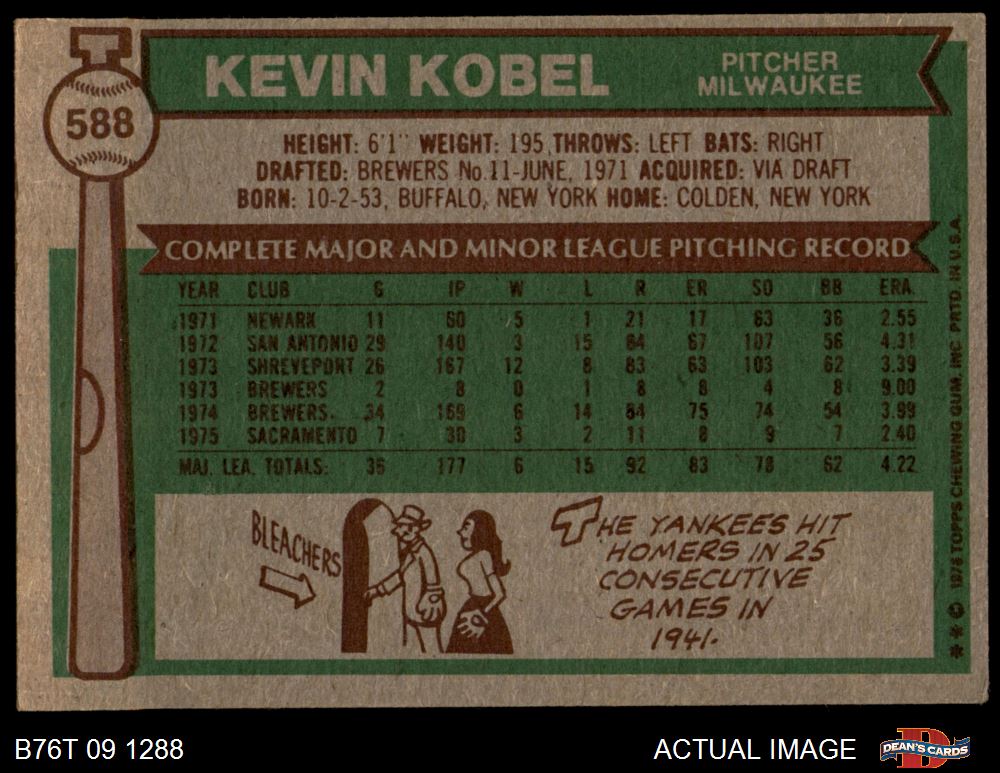 588
KEVIN KOBEL
PITCHER
MILWAUKEE
HEIGHT: 6'1" WEIGHT: 195 THROWS: LEFT BATS: RIGHT
DRAFTED: BREWERS No. 11-JUNE, 1971 ACQUIRED: VIA DRAFT
BORN: 10-2-53, BUFFALO, NEW YORK HOME: COLDEN, NEW YORK
COMPLETE MAJOR AND MINOR LEAGUE PITCHING RECORD
YEAR CLUB G IP W L R ER SO BB ERA.
1971 NEWARK 11 60 5 1 21 17 63 36 2.55
1972 SAN ANTONIO 29 140 3 15 84 67 107 56 4.31
1973 SHREVEPORT 26 167 12 8 83 63 103 62 3.39
1973 BREWERS 2 8 0 1 8 8 4 8 9.00
1974 BREWERS. 34 169 6 14 84 75 74 54 3.99
1975 SACRAMENTO 7 30 3 2 11 8 9 7 2.40
MAJ. LEA. TOTALS: 36 177 6 15 92 83 78 62 4.22
BLEACHERS
THE YANKEES HIT
HOMERS IN 25
CONSECUTIVE
GAMES IN
1941.
** © 1976 TOPPS CHEWING GUM, INC PRTD. IN U.S.A.
B76T 09 1288
ACTUAL IMAGE
DEAN'S CARDS